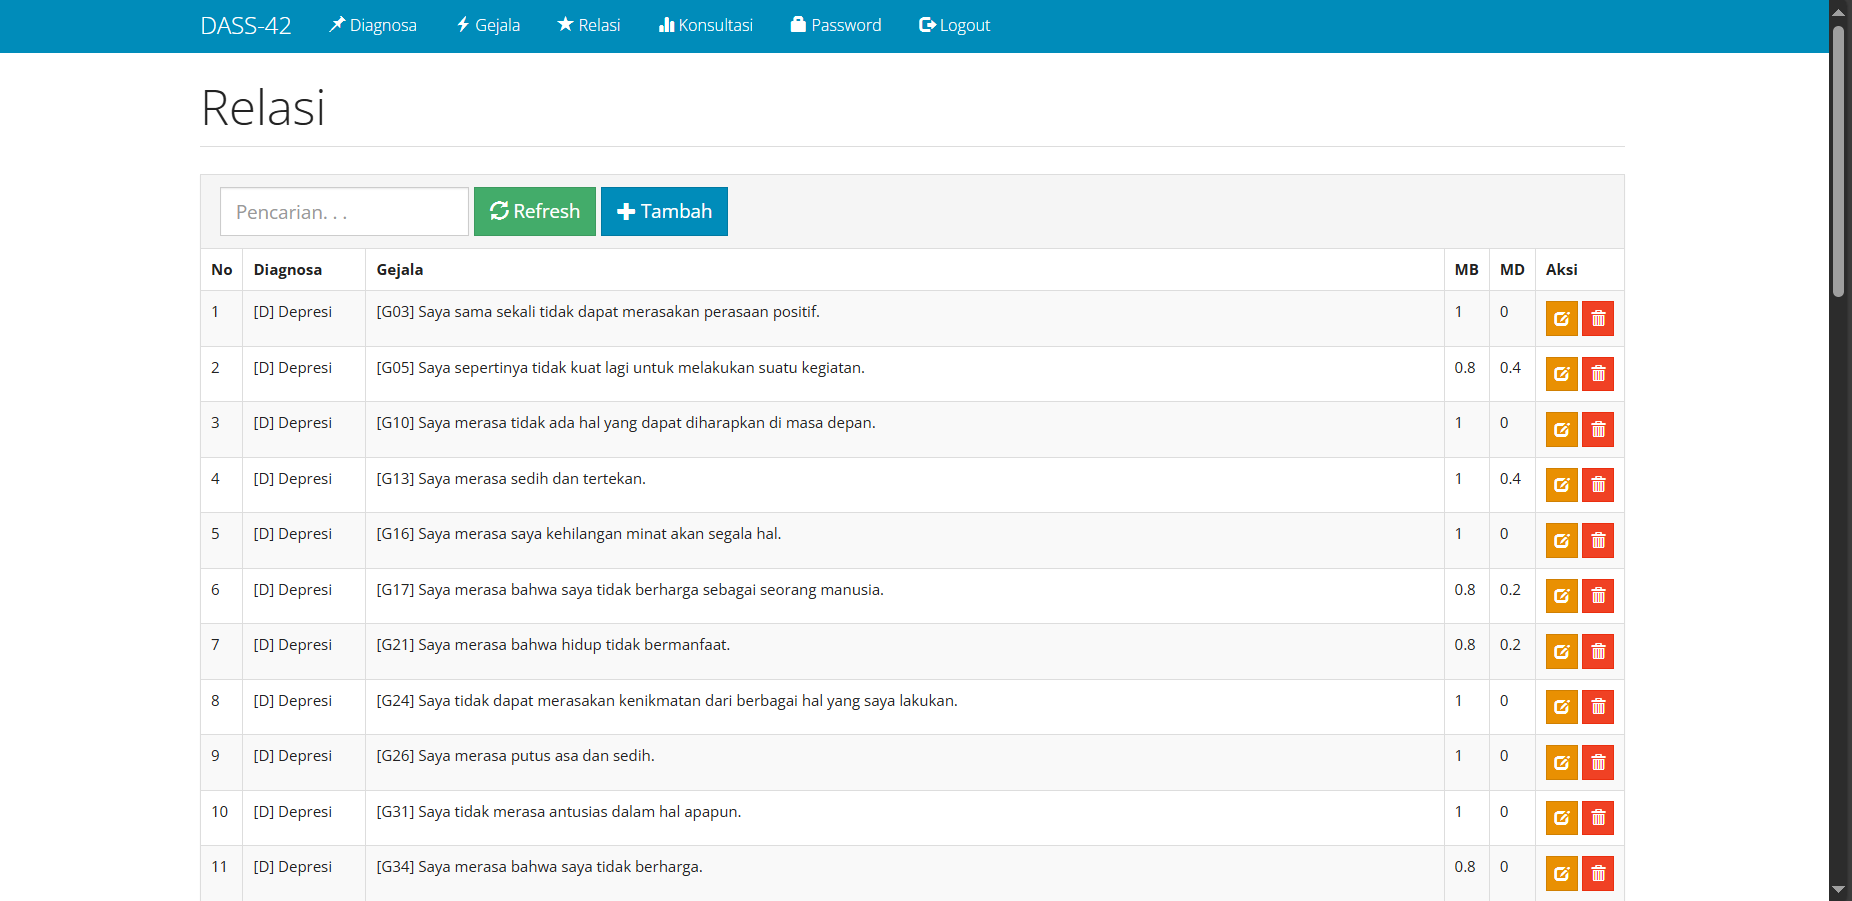 DASS-42 Diagnosa Gejala Relasi Konsultasi Password Logout
Relasi
Pencarian. . . Refresh Tambah
No Diagnosa Gejala MB MD Aksi
1 [D] Depresi [G03] Saya sama sekali tidak dapat merasakan perasaan positif. 1 0
2 [D] Depresi [G05] Saya sepertinya tidak kuat lagi untuk melakukan suatu kegiatan. 0.8 0.4
3 [D] Depresi [G10] Saya merasa tidak ada hal yang dapat diharapkan di masa depan. 1 0
4 [D] Depresi [G13] Saya merasa sedih dan tertekan. 1 0.4
5 [D] Depresi [G16] Saya merasa saya kehilangan minat akan segala hal. 1 0
6 [D] Depresi [G17] Saya merasa bahwa saya tidak berharga sebagai seorang manusia. 0.8 0.2
7 [D] Depresi [G21] Saya merasa bahwa hidup tidak bermanfaat. 0.8 0.2
8 [D] Depresi [G24] Saya tidak dapat merasakan kenikmatan dari berbagai hal yang saya lakukan. 1 0
9 [D] Depresi [G26] Saya merasa putus asa dan sedih. 1 0
10 [D] Depresi [G31] Saya tidak merasa antusias dalam hal apapun. 1 0
11 [D] Depresi [G34] Saya merasa bahwa saya tidak berharga. 0.8 0